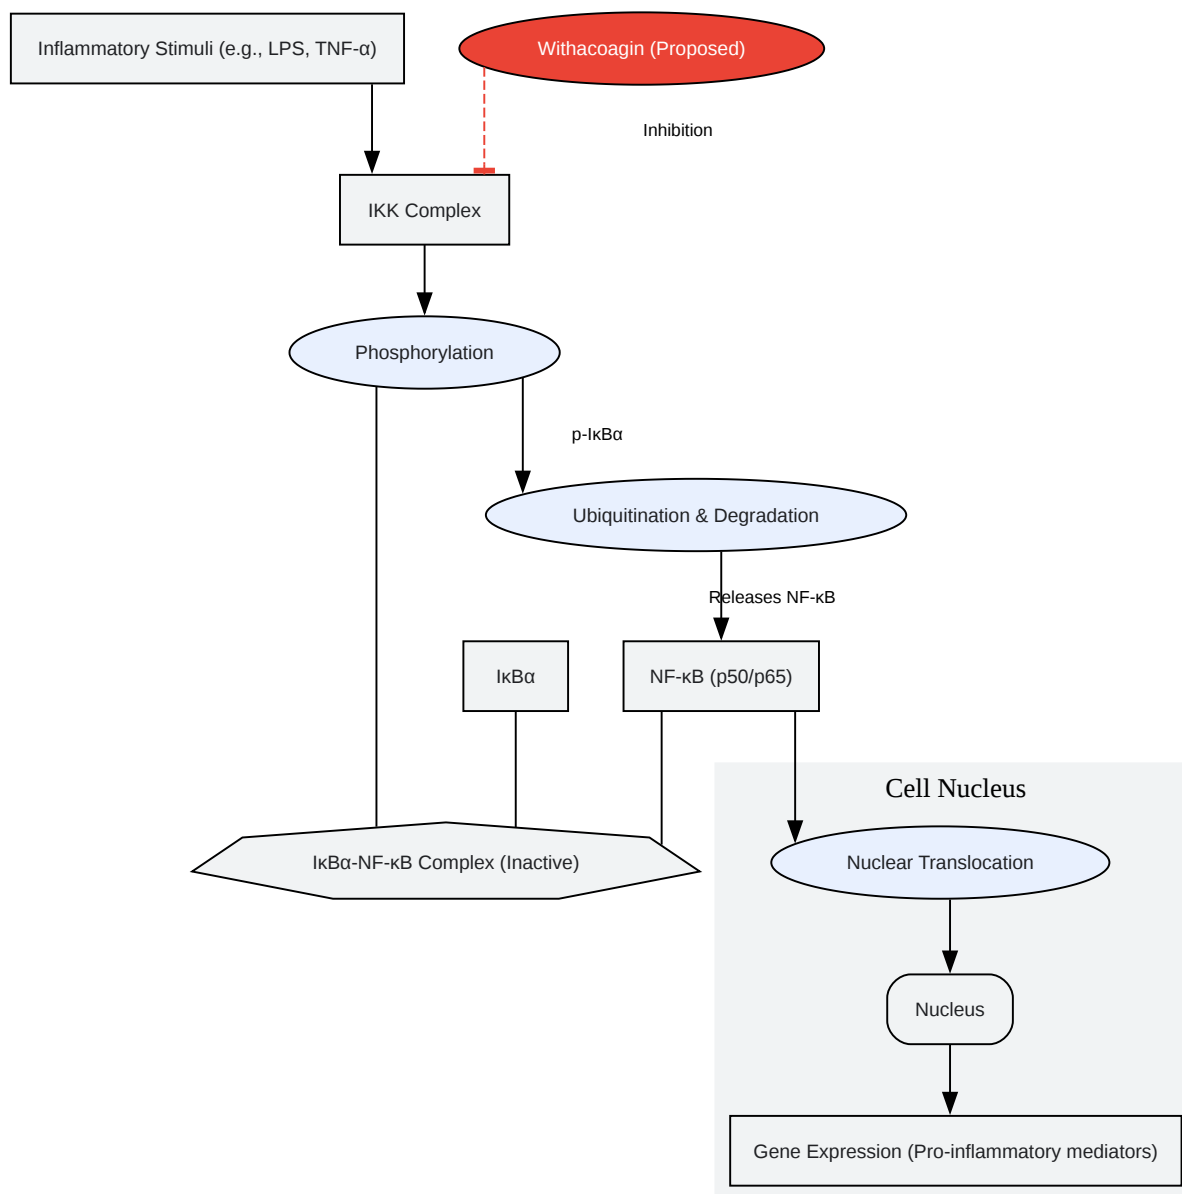 Inflammatory Stimuli (e.g., LPS, TNF-α)
Withacoagin (Proposed)
Inhibition
IKK Complex
Phosphorylation
p-IκBα
Ubiquitination & Degradation
Releases NF-κB
IκBα
NF-κB (p50/p65)
Cell Nucleus
IκBα-NF-κB Complex (Inactive)
Nuclear Translocation
Nucleus
Gene Expression (Pro-inflammatory mediators)